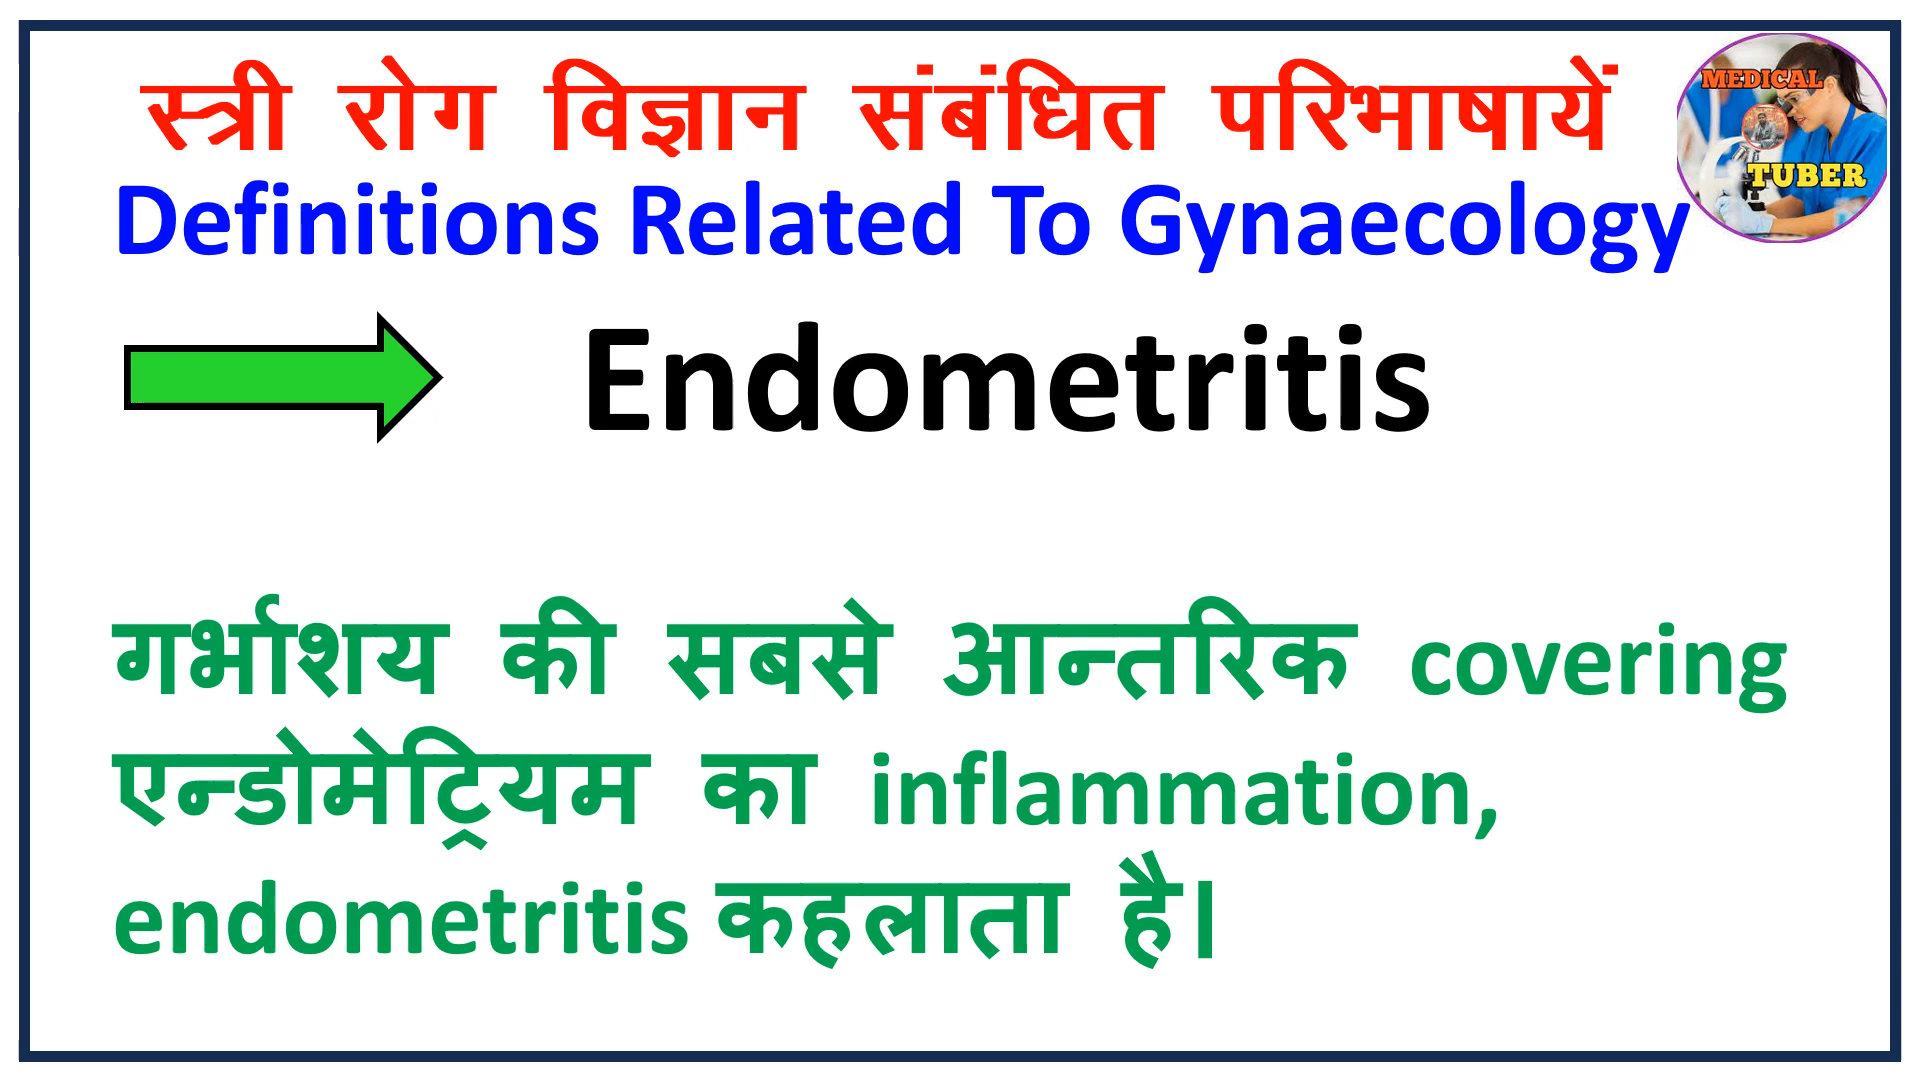 स्त्री रोग विज्ञान संबंधित परिभाषायें
Definitions Related To Gynaecology
MEDICAL
TUBER
Endometritis
गर्भाशय की सबसे आन्तरिक covering
एन्डोमेट्रियम का inflammation,
endometritis कहलाता है।